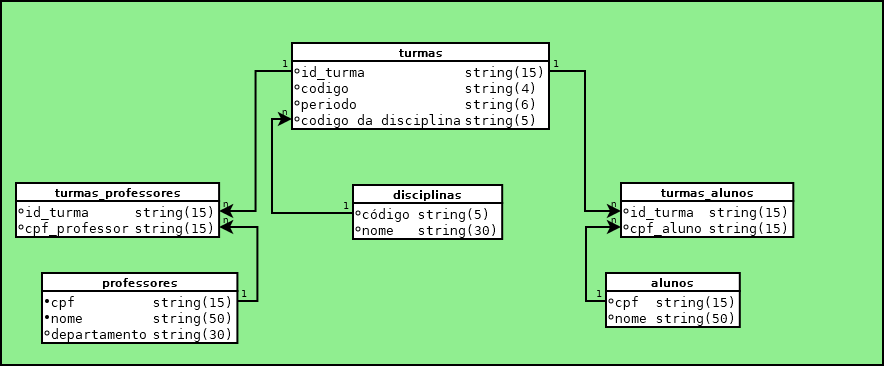 turmas
1
1
id_turma string(15)
codigo string(4)
periodo string(6)
n
codigo da disciplina string(5)
turmas_professores
n
id_turma string(15)
n
cpf_professor string(15)
disciplinas
1
código string(5)
nome string(30)
turmas_alunos
n
id_turma string(15)
n
cpf_aluno string(15)
professores
1
cpf string(15)
nome string(50)
departamento string(30)
alunos
1
cpf string(15)
nome string(50)